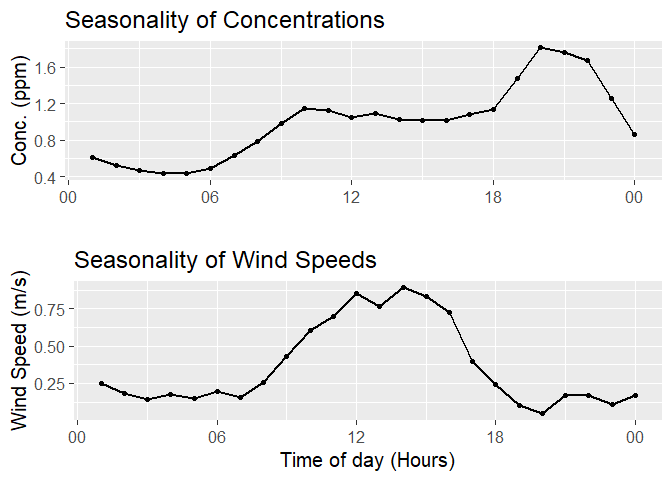 Seasonality of Concentrations
Conc. (ppm)
1.6
1.2
0.8
0.4
00 06 12 18 00
Seasonality of Wind Speeds
Wind Speed (m/s)
0.75
0.50
0.25
00 06 12 18 00
Time of day (Hours)